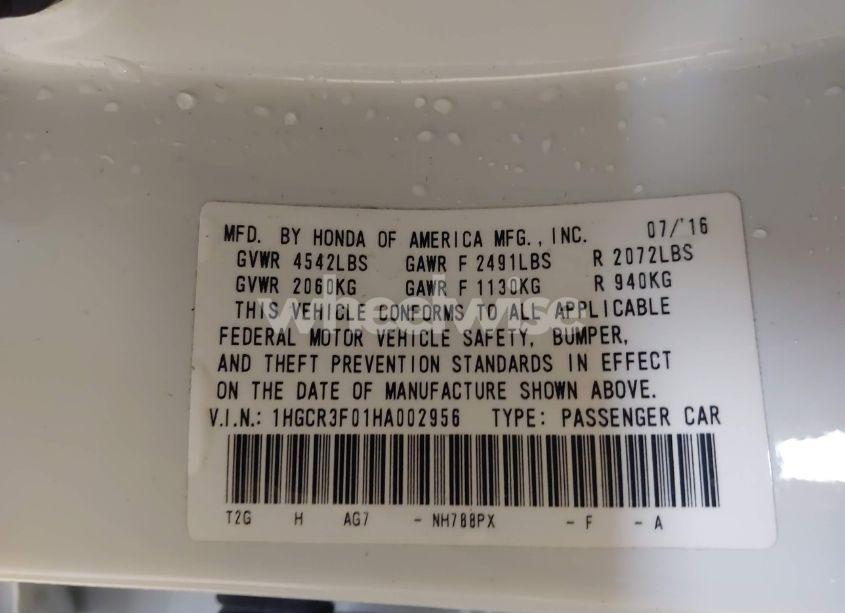 MFD. BY HONDA OF AMERICA MFG., INC. 07/'16
GVWR 4542LBS GAWR F 2491LBS R 2072LBS
GVWR 2060KG GAWR F 1130KG R 940KG
THIS VEHICLE CONFORMS TO ALL APPLICABLE
FEDERAL MOTOR VEHICLE SAFETY, BUMPER,
AND THEFT PREVENTION STANDARDS IN EFFECT
ON THE DATE OF MANUFACTURE SHOWN ABOVE.
V.I.N.: 1HGCR3F01HA002956 TYPE: PASSENGER CAR
T2G H AG7 - NH788PX - F - A
wheelwise